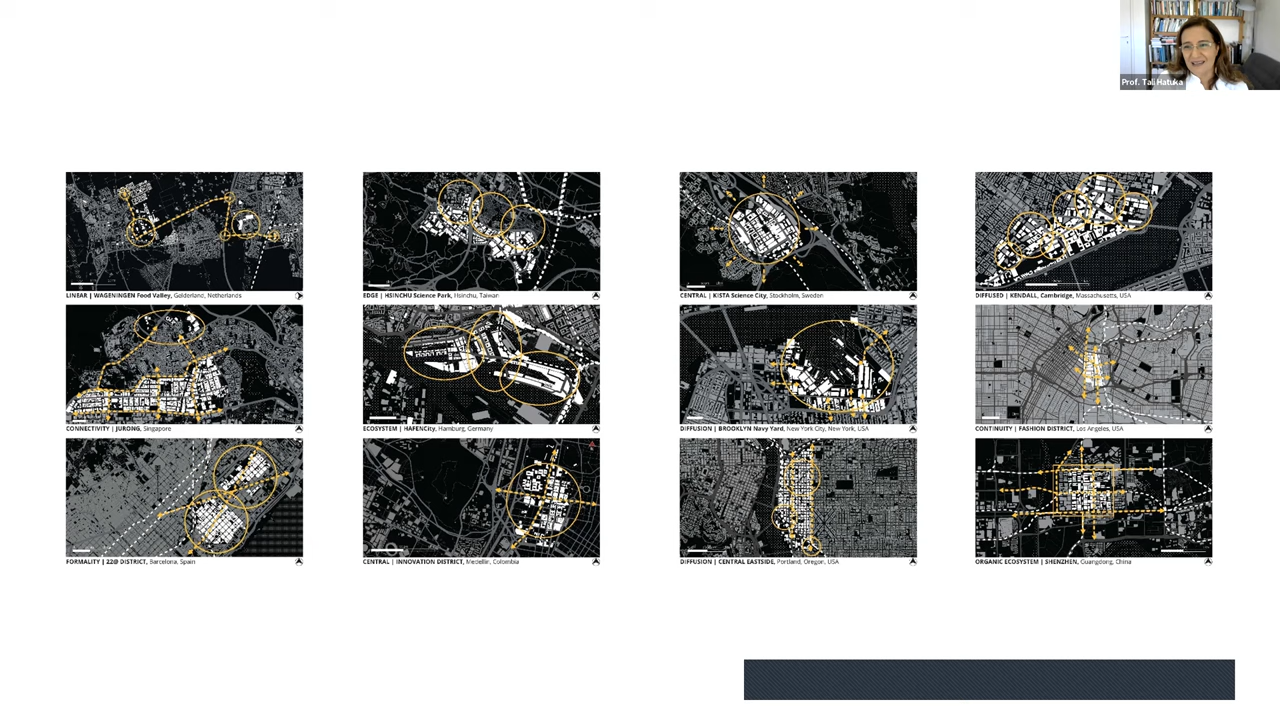 Prof. Tali Hatuka
LINEAR | WAGENINGEN Food Valley, Gelderland, Netherlands
EDGE | HSINCHU Science Park, Hsinchu, Taiwan
CENTRAL | KISTA Science City, Stockholm, Sweden
DIFFUSED | KENDALL, Cambridge, Massachusetts, USA
CONNECTIVITY | JURONG, Singapore
ECOSYSTEM | HAFENCity, Hamburg, Germany
DIFFUSION | BROOKLYN Navy Yard, New York City, New York, USA
CONTINUITY | FASHION DISTRICT, Los Angeles, USA
FORMALITY | 22@ DISTRICT, Barcelona, Spain
CENTRAL | INNOVATION DISTRICT, Medellin, Colombia
DIFFUSION | CENTRAL EASTSIDE, Portland, Oregon, USA
ORGANIC ECOSYSTEM | SHENZHEN, Guangdong, China